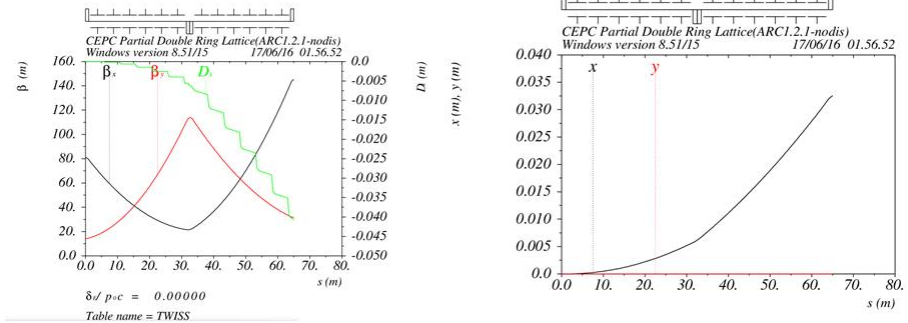 CEPC Partial Double Ring Lattice(ARC1.2.1-nodis)
Windows version 8.51/15 17/06/16 01.56.52
β (m)
D (m)
160.
140.
120.
100.
80.
60.
40.
20.
0.0
βx βy Dx
0.0
-0.005
-0.010
-0.015
-0.020
-0.025
-0.030
-0.035
-0.040
-0.045
-0.050
0.0 10. 20. 30. 40. 50. 60. 70. 80.
s (m)
δE/ p0c = 0.00000
Table name = TWISS
CEPC Partial Double Ring Lattice(ARC1.2.1-nodis)
Windows version 8.51/15 17/06/16 01.56.52
x (m), y (m)
0.040
0.035
0.030
0.025
0.020
0.015
0.010
0.005
0.0
x y
0.0 10. 20. 30. 40. 50. 60. 70. 80.
s (m)